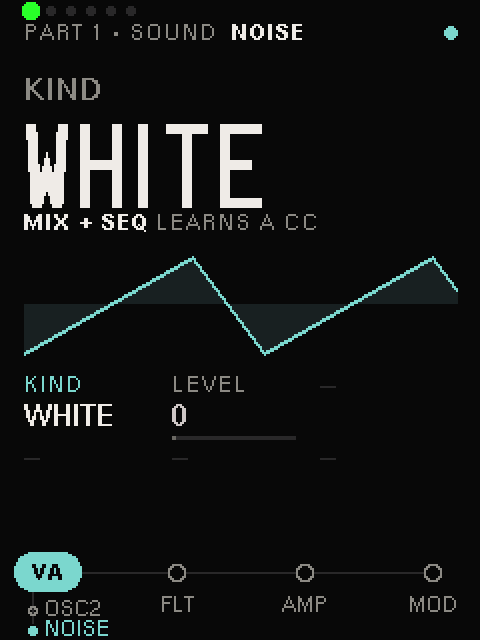 PART 1 · SOUND NOISE
KIND
WHITE
MIX + SEQ LEARNS A CC
KIND LEVEL —
WHITE 0
— — —
VA
OSC2 FLT AMP MOD
NOISE